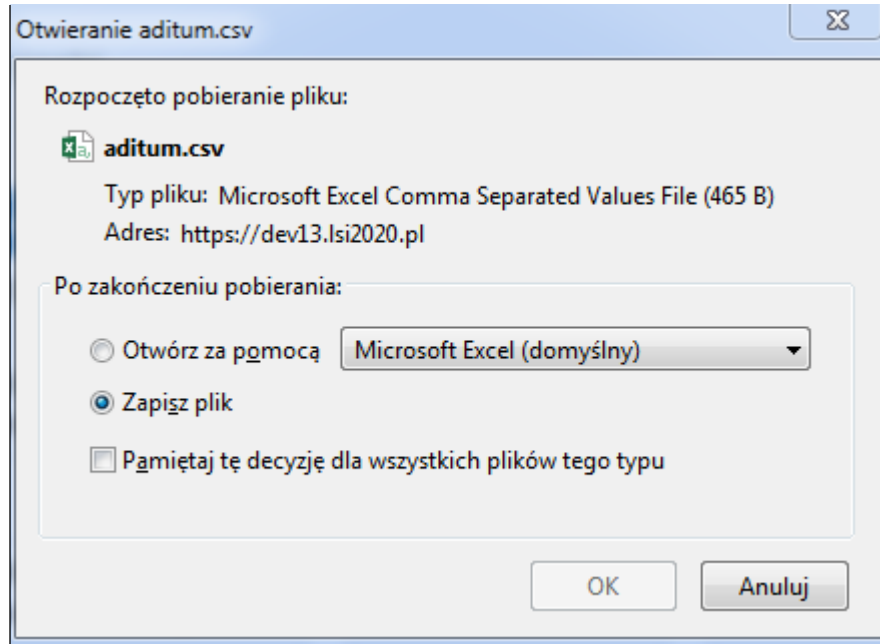 Otwieranie aditum.csv
Rozpoczęto pobieranie pliku:
aditum.csv
Typ pliku: Microsoft Excel Comma Separated Values File (465 B)
Adres: https://dev13.lsi2020.pl
Po zakończeniu pobierania:
Otwórz za pomocą Microsoft Excel (domyślny)
Zapisz plik
Pamiętaj tę decyzję dla wszystkich plików tego typu
OK Anuluj